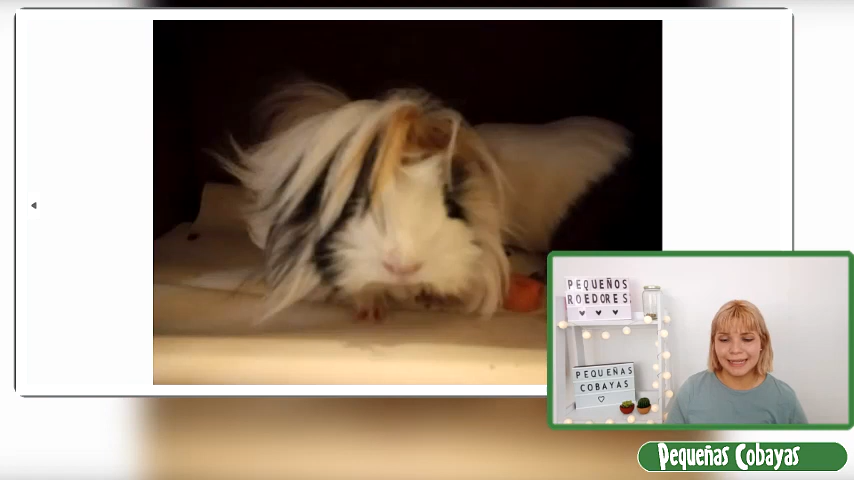 PEQUEÑOS
ROEDORES
PEQUEÑAS
COBAYAS
Pequeñas Cobayas